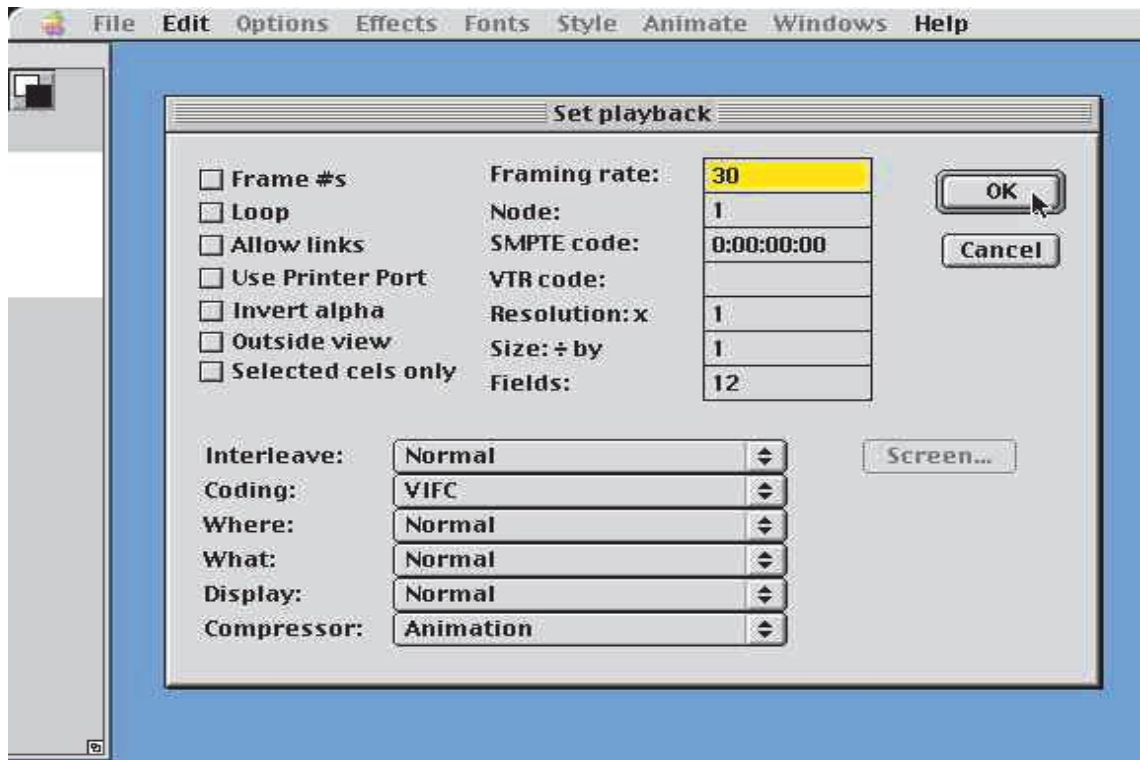 File Edit Options Effects Fonts Style Animate Windows Help
Set playback
Frame #s
Loop
Allow links
Use Printer Port
Invert alpha
Outside view
Selected cels only
Framing rate: 30
Node: 1
SMPTE code: 0:00:00:00
VTR code:
Resolution: x 1
Size: ÷ by 1
Fields: 12
OK
Cancel
Interleave: Normal
Coding: VIFC
Where: Normal
What: Normal
Display: Normal
Compressor: Animation
Screen...